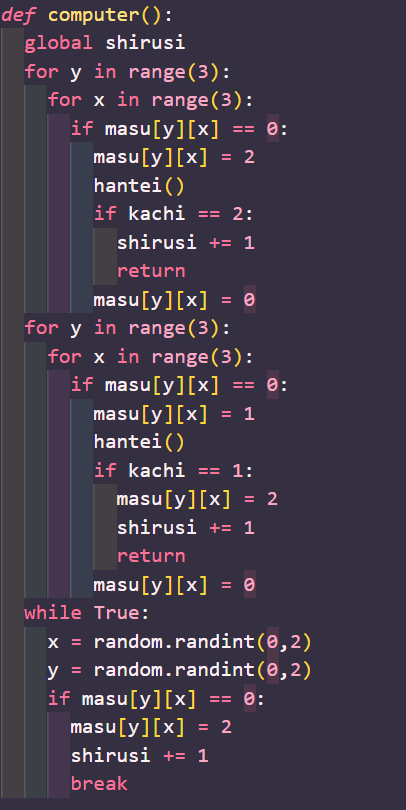 def computer():
    global shirusi
    for y in range(3):
        for x in range(3):
            if masu[y][x] == 0:
                masu[y][x] = 2
                hantei()
                if kachi == 2:
                    shirusi += 1
                    return
                masu[y][x] = 0
    for y in range(3):
        for x in range(3):
            if masu[y][x] == 0:
                masu[y][x] = 1
                hantei()
                if kachi == 1:
                    masu[y][x] = 2
                    shirusi += 1
                    return
                masu[y][x] = 0
    while True:
        x = random.randint(0,2)
        y = random.randint(0,2)
        if masu[y][x] == 0:
            masu[y][x] = 2
            shirusi += 1
            break